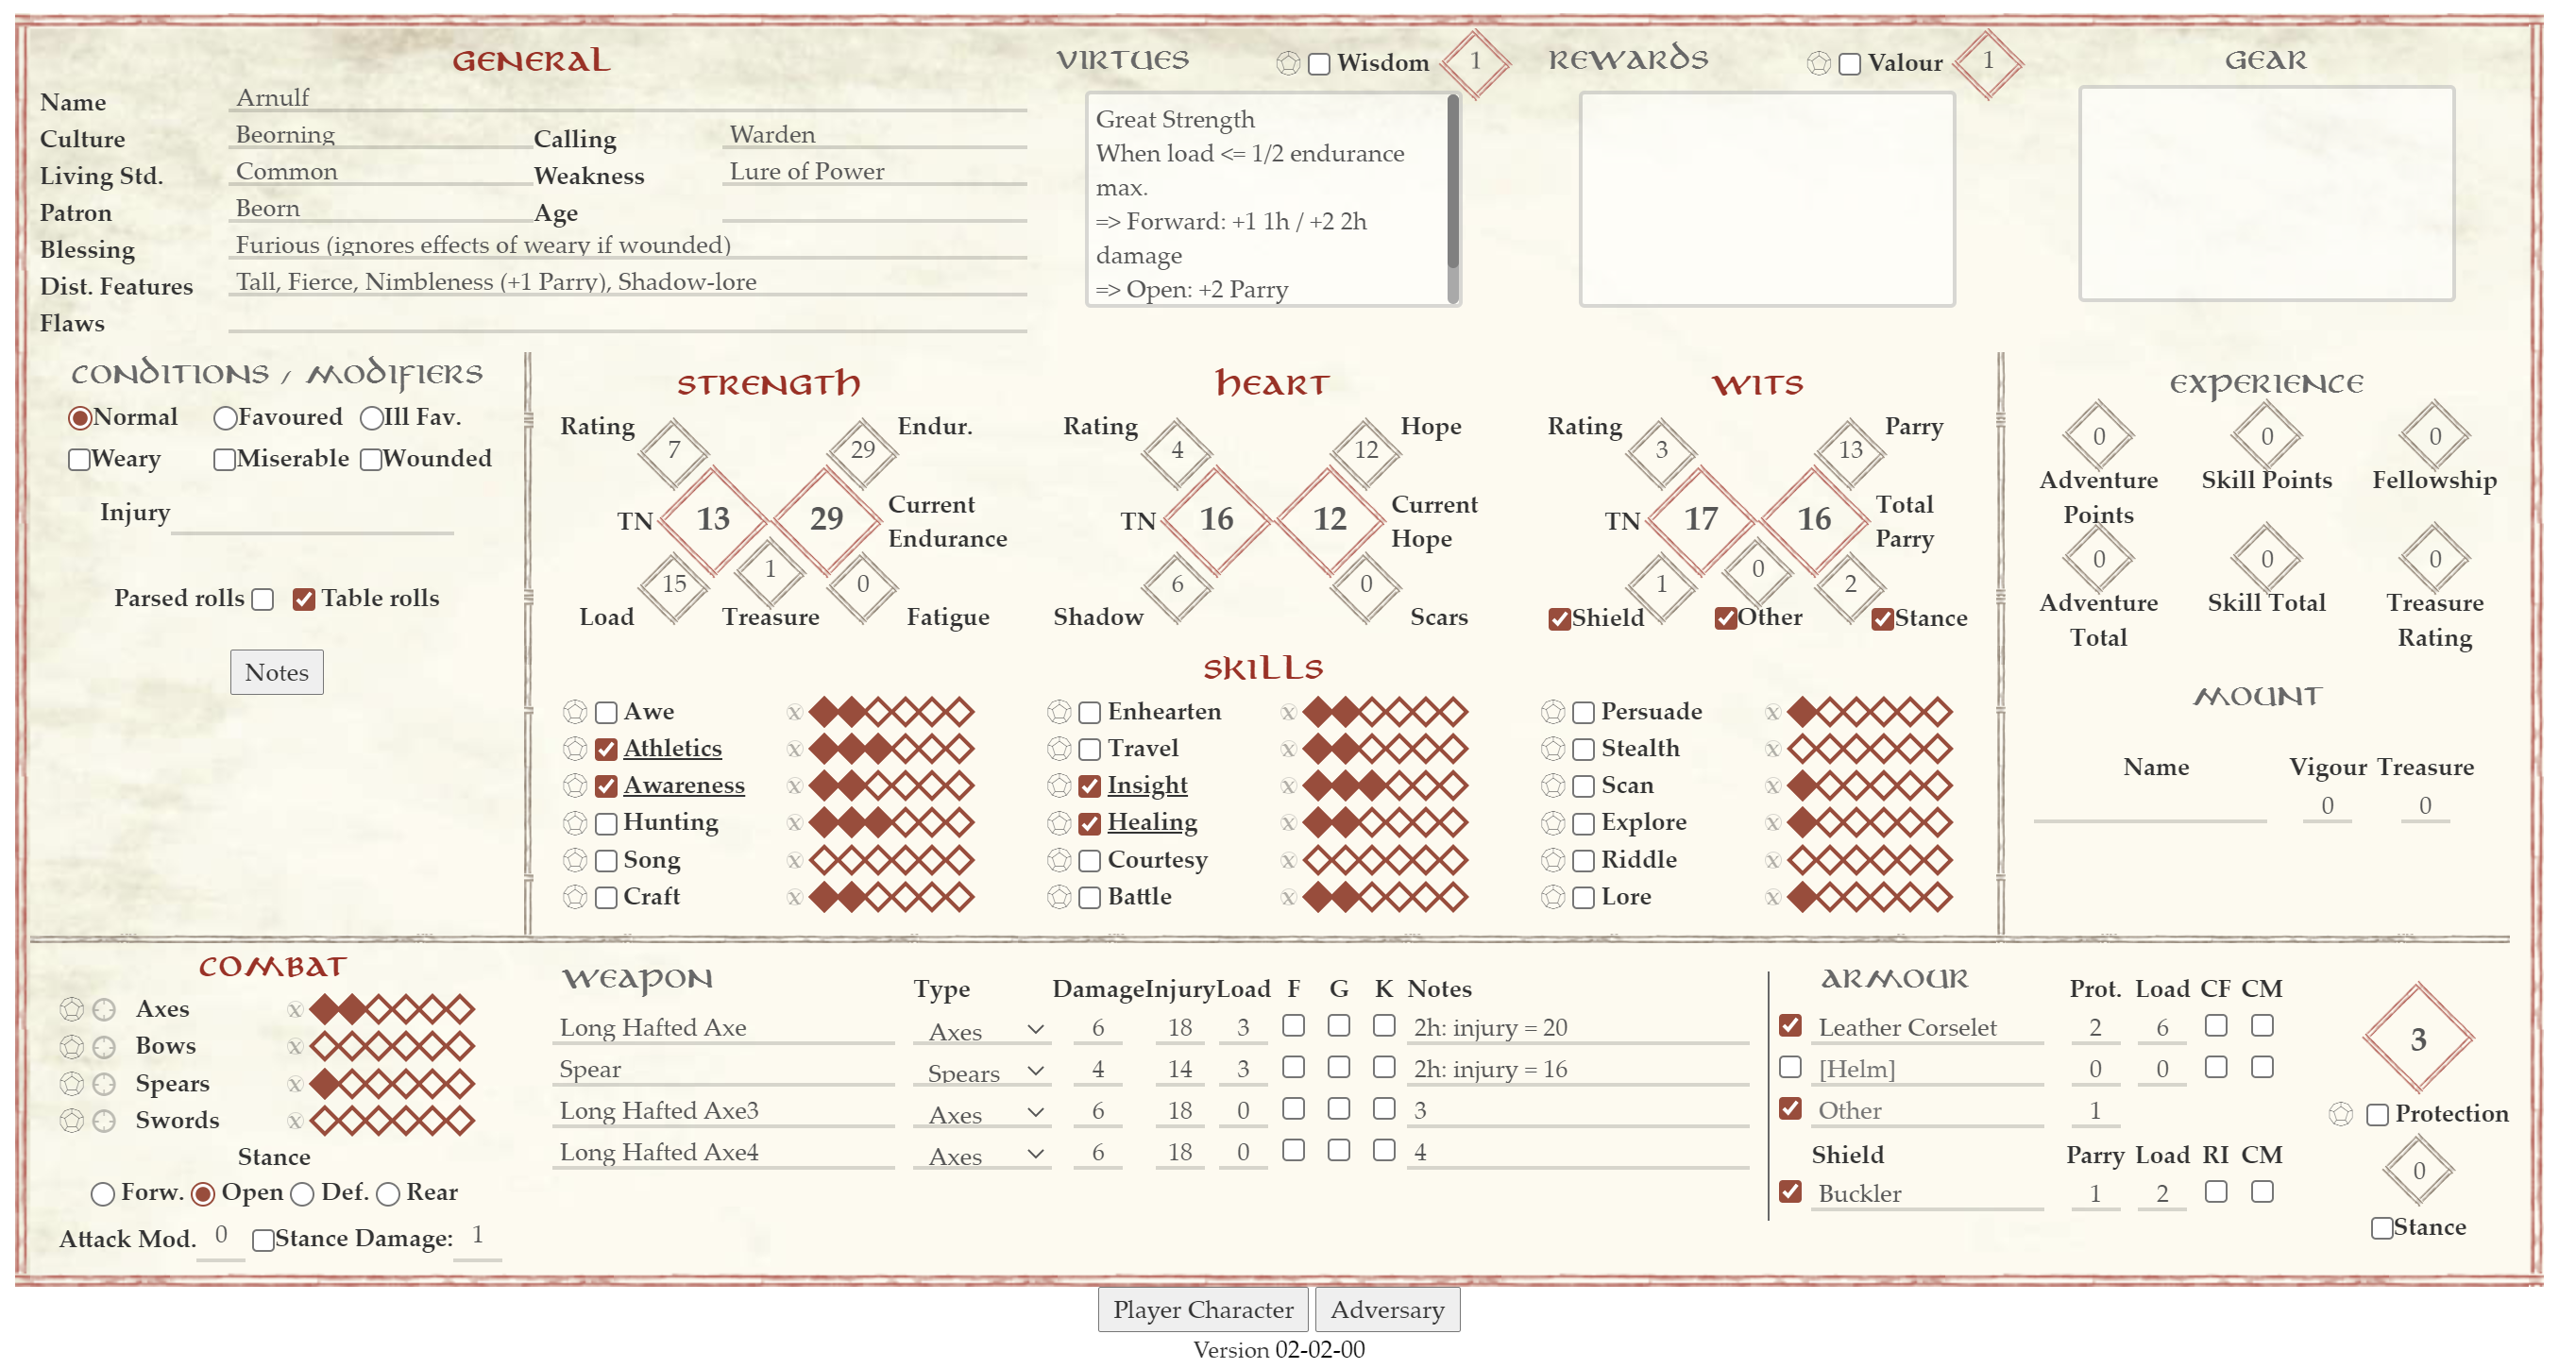 GENERAL
Name Arnulf
Culture Beorning Calling Warden
Living Std. Common Weakness Lure of Power
Patron Beorn Age
Blessing Furious (ignores effects of weary if wounded)
Dist. Features Tall, Fierce, Nimbleness (+1 Parry), Shadow-lore
Flaws
VIRTUES Wisdom 1
Great Strength
When load <= 1/2 endurance
max.
=> Forward: +1 1h / +2 2h
damage
=> Open: +2 Parry
REWARDS Valour 1
GEAR
CONDITIONS / MODIFIERS
Normal Favoured Ill Fav.
Weary Miserable Wounded
Injury
Parsed rolls Table rolls
Notes
STRENGTH
Rating 7 29 Endur.
TN 13 29 Current Endurance
15 1 0
Load Treasure Fatigue
HEART
Rating 4 12 Hope
TN 16 12 Current Hope
6 0
Shadow Scars
WITS
Rating 3 13 Parry
TN 17 16 Total Parry
1 0 2
Shield Other Stance
EXPERIENCE
0 0 0
Adventure Points Skill Points Fellowship
0 0 0
Adventure Total Skill Total Treasure Rating
MOUNT
Name Vigour Treasure
0 0
SKILLS
Awe x Enhearten x Persuade x
Athletics x Travel x Stealth x
Awareness x Insight x Scan x
Hunting x Healing x Explore x
Song x Courtesy x Riddle x
Craft x Battle x Lore x
COMBAT
Axes x
Bows x
Spears x
Swords x
Stance
Forw. Open Def. Rear
Attack Mod. 0 Stance Damage: 1
WEAPON Type Damage Injury Load F G K Notes
Long Hafted Axe Axes 6 18 3 2h: injury = 20
Spear Spears 4 14 3 2h: injury = 16
Long Hafted Axe3 Axes 6 18 0 3
Long Hafted Axe4 Axes 6 18 0 4
ARMOUR Prot. Load CF CM
Leather Corselet 2 6
[Helm] 0 0
Other 1
Shield Parry Load RI CM
Buckler 1 2
3
Protection
0
Stance
Player Character Adversary
Version 02-02-00